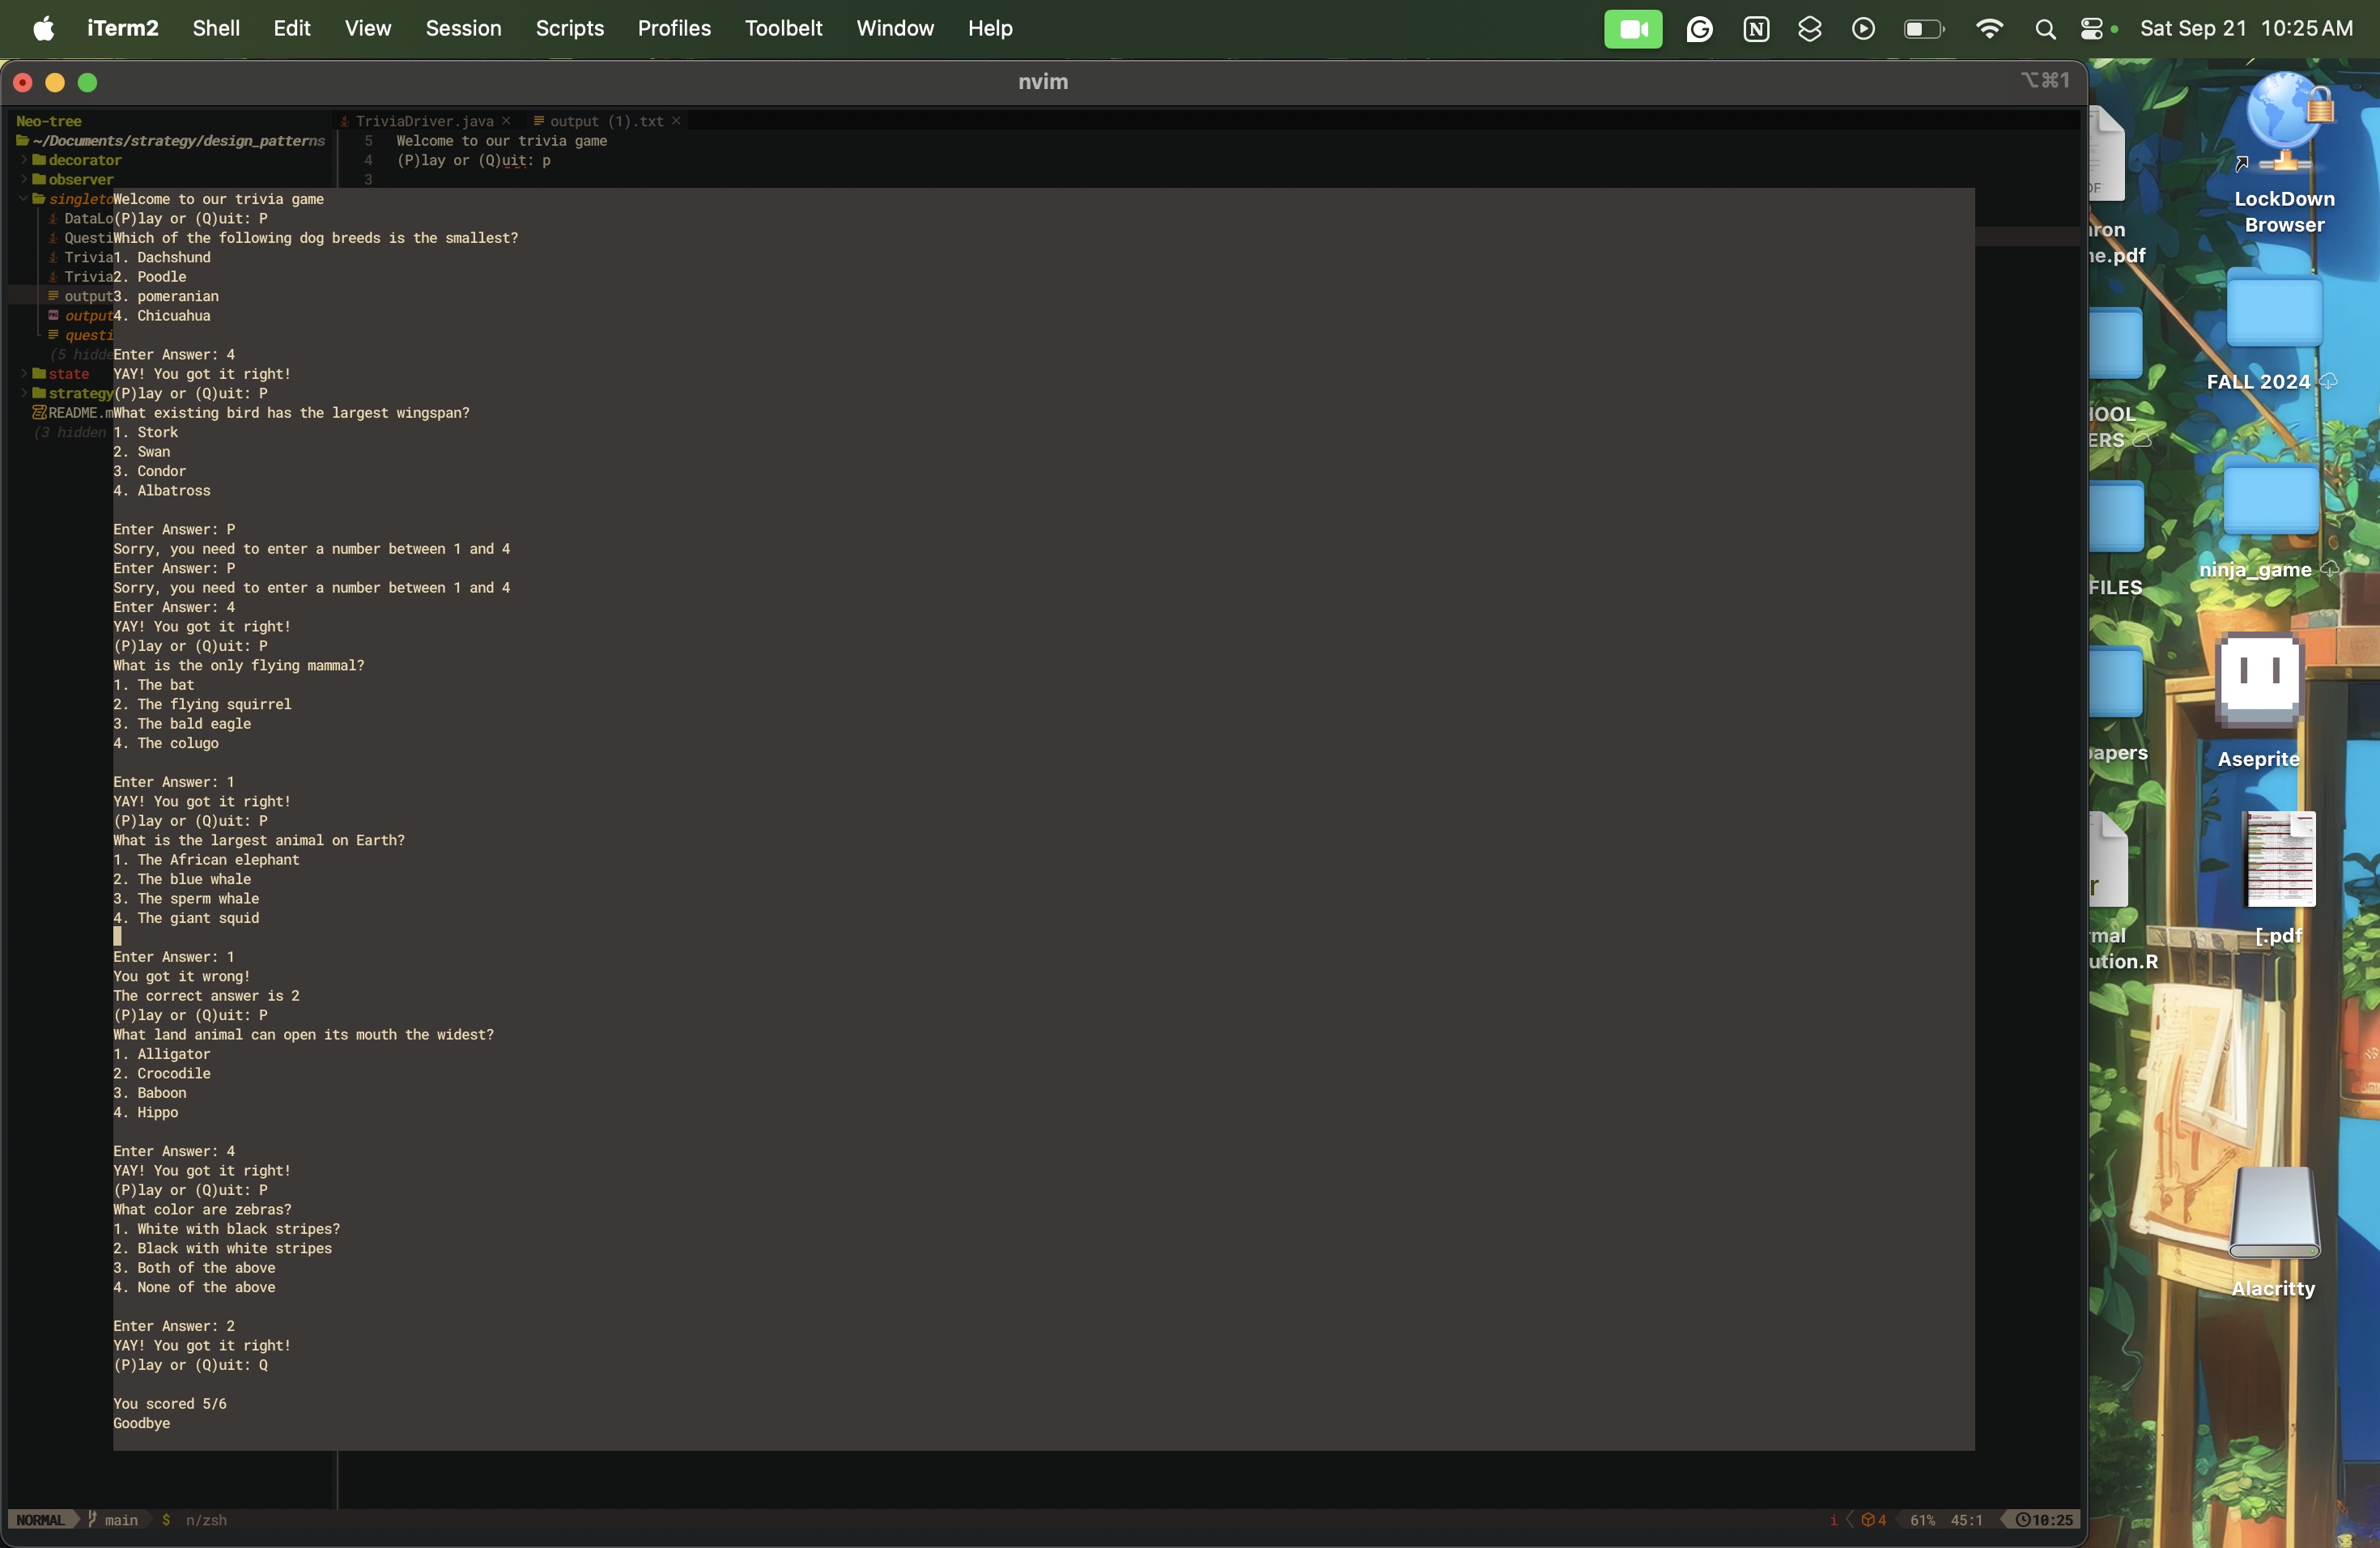 iTerm2 Shell Edit View Session Scripts Profiles Toolbelt Window Help Sat Sep 21 10:25 AM
nvim ⌥⌘1
Neo-tree
~/Documents/strategy/design_patterns
decorator
observer
singleto
DataLo
Questi
Trivia
Trivia
output
output
questi
(5 hidde
state
strategy
README.m
(3 hidden
TriviaDriver.java × output (1).txt ×
5 Welcome to our trivia game
4 (P)lay or (Q)uit: p
3
Welcome to our trivia game
(P)lay or (Q)uit: P
Which of the following dog breeds is the smallest?
1. Dachshund
2. Poodle
3. pomeranian
4. Chicuahua
Enter Answer: 4
YAY! You got it right!
(P)lay or (Q)uit: P
What existing bird has the largest wingspan?
1. Stork
2. Swan
3. Condor
4. Albatross
Enter Answer: P
Sorry, you need to enter a number between 1 and 4
Enter Answer: P
Sorry, you need to enter a number between 1 and 4
Enter Answer: 4
YAY! You got it right!
(P)lay or (Q)uit: P
What is the only flying mammal?
1. The bat
2. The flying squirrel
3. The bald eagle
4. The colugo
Enter Answer: 1
YAY! You got it right!
(P)lay or (Q)uit: P
What is the largest animal on Earth?
1. The African elephant
2. The blue whale
3. The sperm whale
4. The giant squid
Enter Answer: 1
You got it wrong!
The correct answer is 2
(P)lay or (Q)uit: P
What land animal can open its mouth the widest?
1. Alligator
2. Crocodile
3. Baboon
4. Hippo
Enter Answer: 4
YAY! You got it right!
(P)lay or (Q)uit: P
What color are zebras?
1. White with black stripes?
2. Black with white stripes
3. Both of the above
4. None of the above
Enter Answer: 2
YAY! You got it right!
(P)lay or (Q)uit: Q
You scored 5/6
Goodbye
NORMAL main $ n/zsh i 4 61% 45:1 10:25
ron
ne.pdf
HOOL
ERS
FILES
papers
r
mal
ution.R
LockDown
Browser
FALL 2024
ninja_game
Aseprite
[.pdf
Alacritty